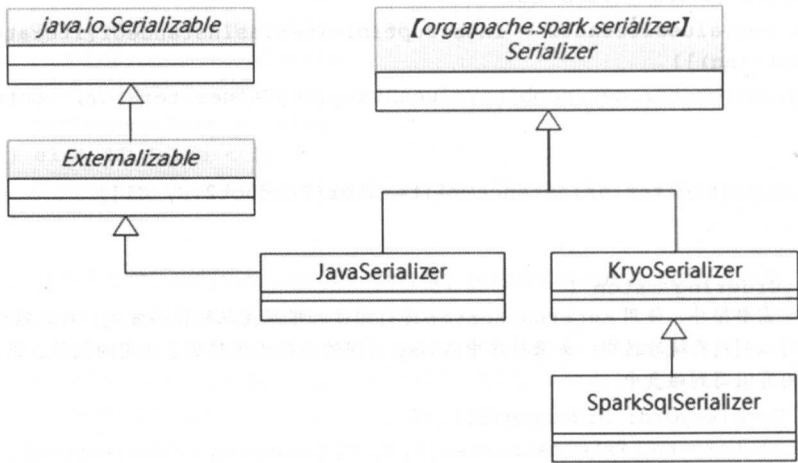 java.io.Serializable
【org.apache.spark.serializer】
Serializer
Externalizable
JavaSerializer
KryoSerializer
SparkSqlSerializer